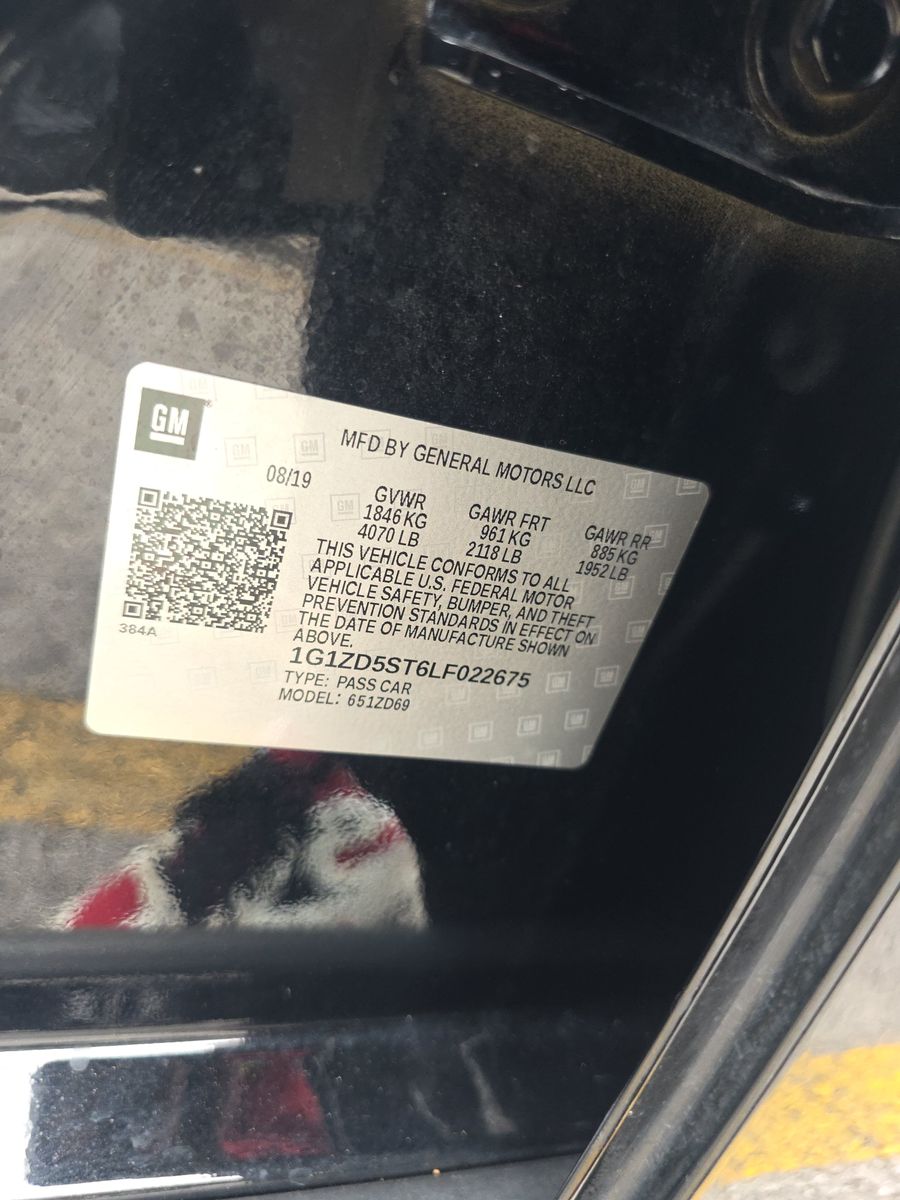 GM
MFD BY GENERAL MOTORS LLC
08/19
GVWR
1846 KG
4070 LB
GAWR FRT
961 KG
2118 LB
GAWR RR
885 KG
1952 LB
THIS VEHICLE CONFORMS TO ALL
APPLICABLE U.S. FEDERAL MOTOR
VEHICLE SAFETY, BUMPER, AND THEFT
PREVENTION STANDARDS IN EFFECT ON
THE DATE OF MANUFACTURE SHOWN
ABOVE.
384A
1G1ZD5ST6LF022675
TYPE: PASS CAR
MODEL: 651ZD69